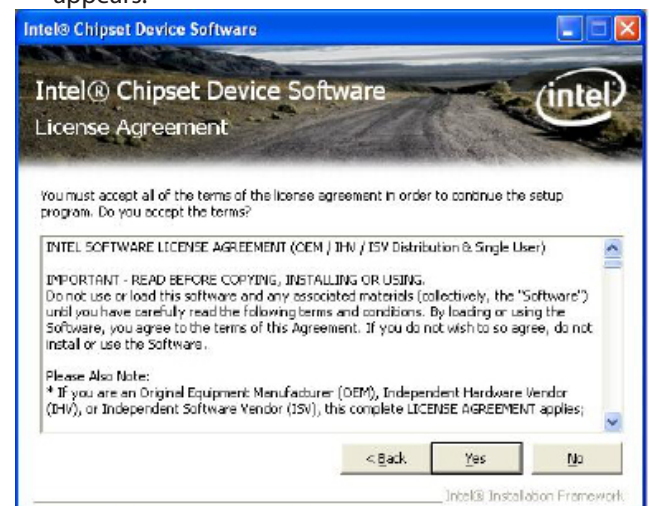 appears.
Intel® Chipset Device Software
Intel® Chipset Device Software
intel
License Agreement
You must accept all of the terms of the license agreement in order to continue the setup
program. Do you accept the terms?
INTEL SOFTWARE LICENSE AGREEMENT (OEM / IHV / ISV Distribution & Single User)
IMPORTANT - READ BEFORE COPYING, INSTALLING OR USING.
Do not use or load this software and any associated materials (collectively, the "Software")
until you have carefully read the following terms and conditions. By loading or using the
Software, you agree to the terms of this Agreement. If you do not wish to so agree, do not
install or use the Software.
Please Also Note:
* If you are an Original Equipment Manufacturer (OEM), Independent Hardware Vendor
(IHV), or Independent Software Vendor (ISV), this complete LICENSE AGREEMENT applies;
< Back Yes No
Intel® Installation Framework